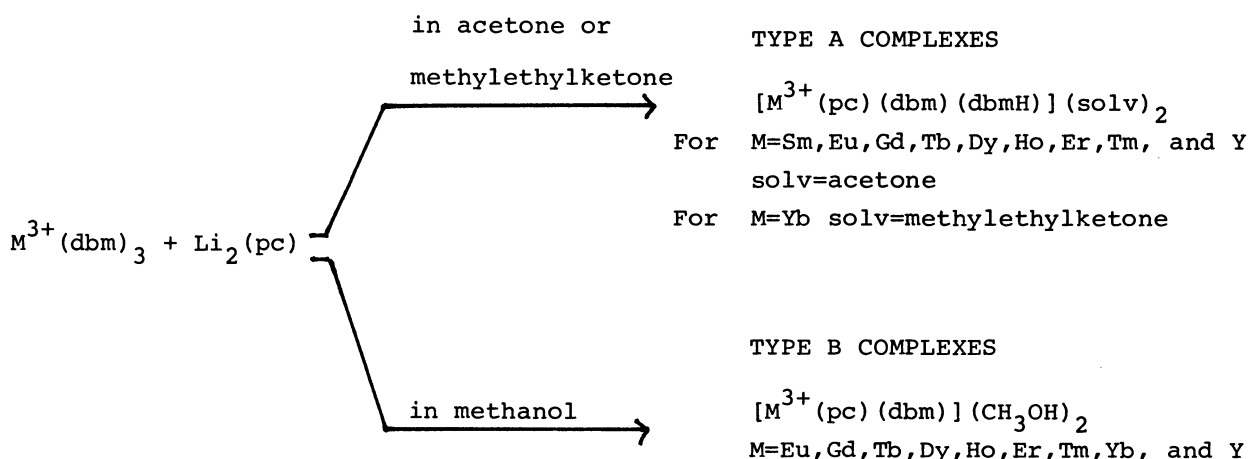 in acetone or
methylethylketone
TYPE A COMPLEXES
[M³⁺(pc)(dbm)(dbmH)](solv)₂
For M=Sm,Eu,Gd,Tb,Dy,Ho,Er,Tm, and Y
solv=acetone
For M=Yb solv=methylethylketone
M³⁺(dbm)₃ + Li₂(pc)
TYPE B COMPLEXES
in methanol
[M³⁺(pc)(dbm)](CH₃OH)₂
M=Eu,Gd,Tb,Dy,Ho,Er,Tm,Yb, and Y